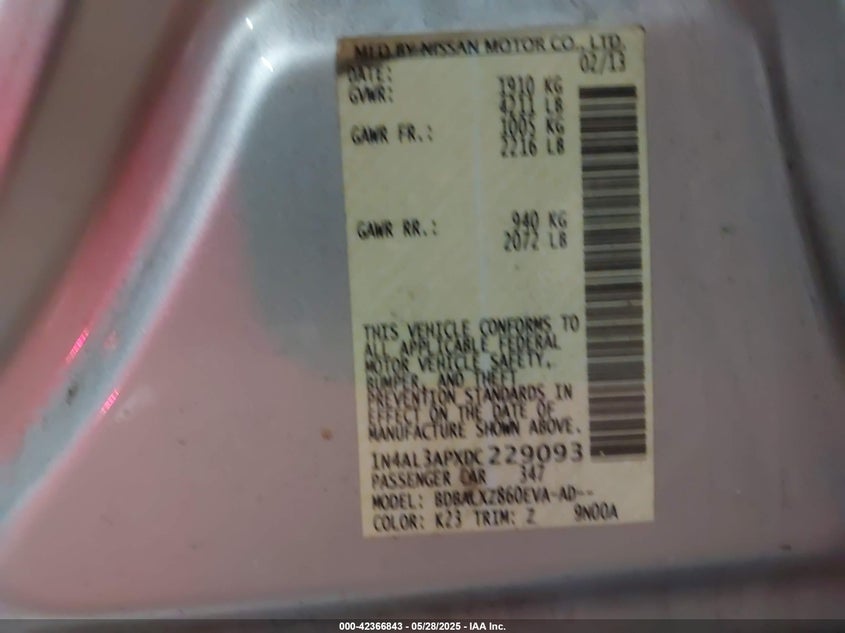 MFD BY NISSAN MOTOR CO., LTD.
DATE: 02/13
GVWR: 1910 KG
4211 LB
GAWR FR.: 1005 KG
2216 LB
GAWR RR.: 940 KG
2072 LB
THIS VEHICLE CONFORMS TO
ALL APPLICABLE FEDERAL
MOTOR VEHICLE SAFETY,
BUMPER, AND THEFT
PREVENTION STANDARDS IN
EFFECT ON THE DATE OF
MANUFACTURE SHOWN ABOVE.
1N4AL3APXDC229093
PASSENGER CAR 347
MODEL: BDBALXZ860EVA-AD--
COLOR: K23 TRIM: Z 9N00A
000-42366843 / 05/28/2025 - IAA Inc.